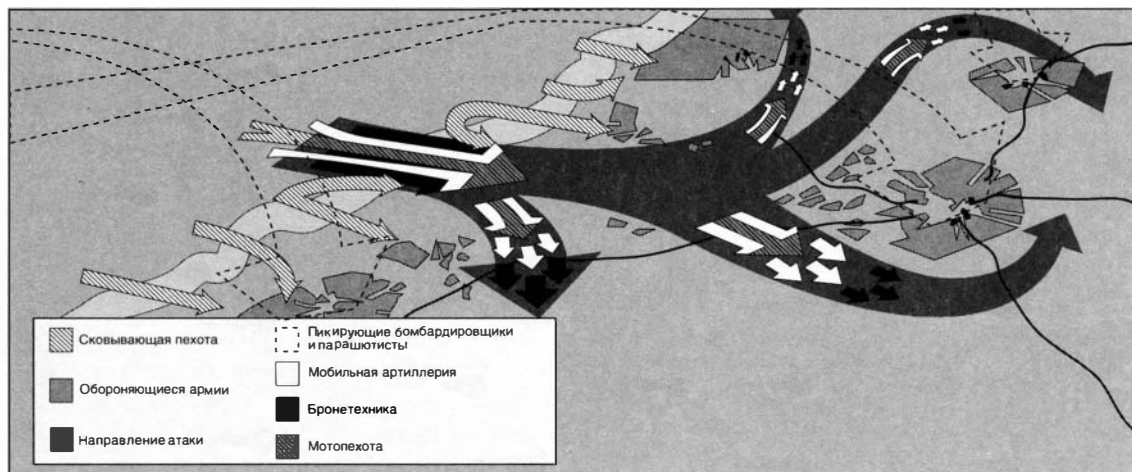 Сковывающая пехота
Обороняющиеся армии
Направление атаки
Пикирующие бомбардировщики
и парашютисты
Мобильная артиллерия
Бронетехника
Мотопехота